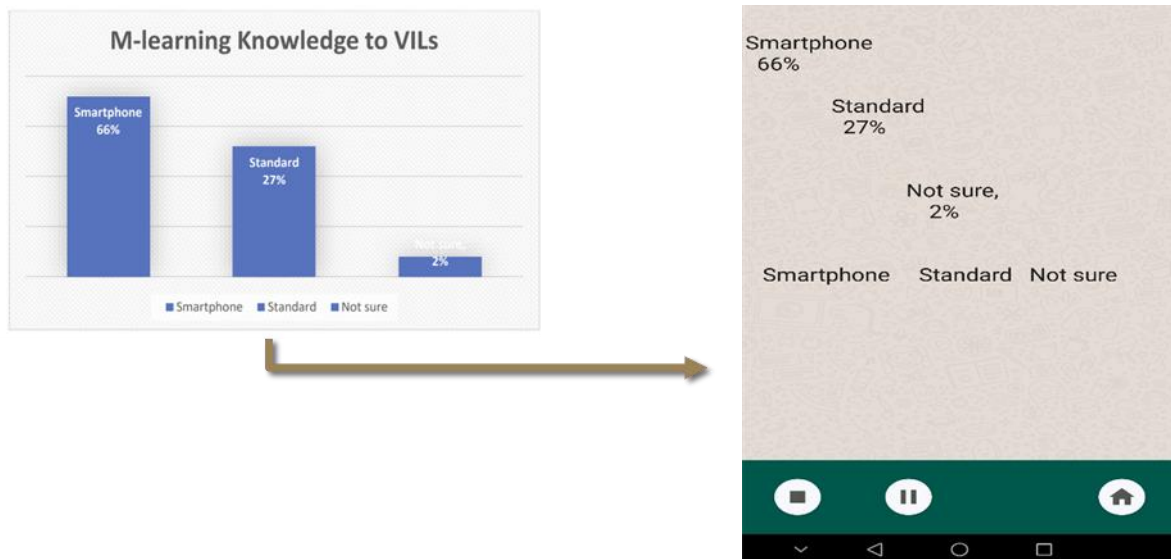 M-learning Knowledge to VILs
Smartphone
66%
Standard
27%
Not sure,
2%
Smartphone Standard Not sure
Smartphone
66%
Standard
27%
Not sure,
2%
Smartphone Standard Not sure